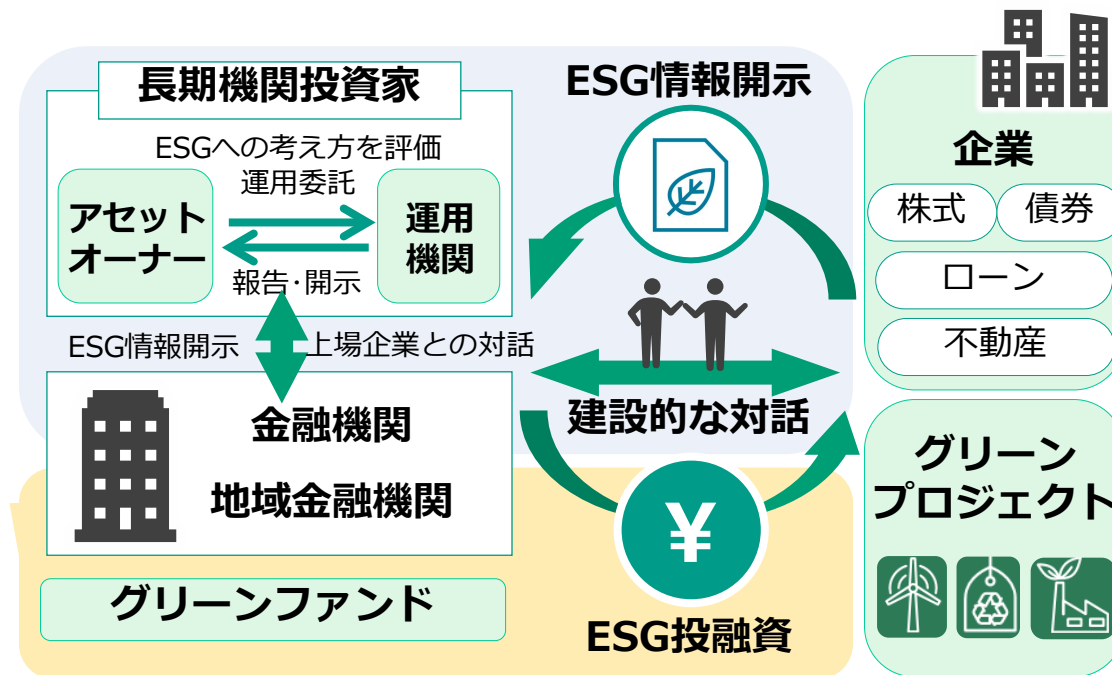 長期機関投資家
ESGへの考え方を評価
運用委託
アセット
オーナー
運用
機関
報告・開示
ESG情報開示
上場企業との対話
金融機関
地域金融機関
グリーンファンド
ESG情報開示
建設的な対話
¥
ESG投融資
企業
株式
債券
ローン
不動産
グリーン
プロジェクト